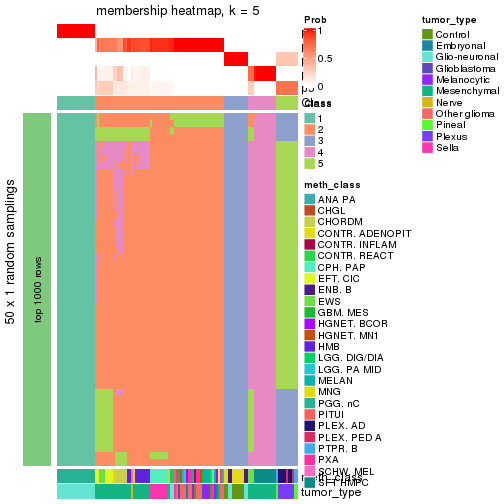 membership heatmap, k = 5
50 x 1 random samplings
top 1000 rows
Prob
1
0.5
0
Class
class
1
2
3
4
5
meth_class
ANA PA
CHGL
CHORDM
CONTR. ADENOPIT
CONTR. INFLAM
CONTR. REACT
CPH. PAP
EFT. CIC
ENB. B
EWS
GBM. MES
HGNET. BCOR
HGNET. MN1
HMB
LGG. DIG/DIA
LGG. PA MID
MELAN
MNG
PGG. nC
PITUI
PLEX. AD
PLEX. PED A
PTPR. B
PXA
SCHW. MEL
SFT HMPC
meth_class
tumor_type
tumor_type
Control
Embryonal
Glio-neuronal
Glioblastoma
Melanocytic
Mesenchymal
Nerve
Other glioma
Pineal
Plexus
Sella